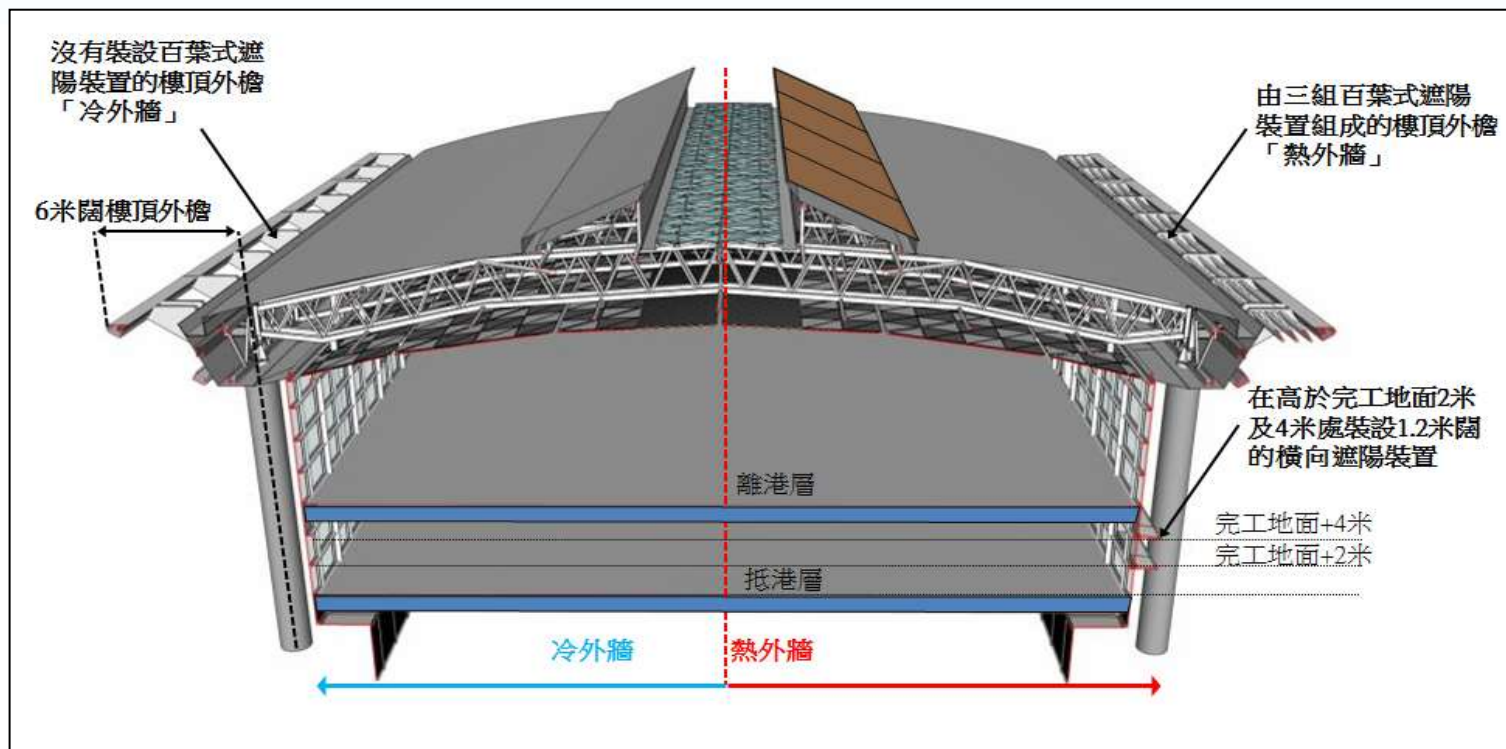 沒有裝設百葉式遮
陽裝置的樓頂外檐
「冷外牆」
由三組百葉式遮陽
裝置組成的樓頂外檐
「熱外牆」
6米闊樓頂外檐
在高於完工地面2米
及4米處裝設1.2米闊
的橫向遮陽裝置
離港層
完工地面+4米
完工地面+2米
抵港層
冷外牆
熱外牆